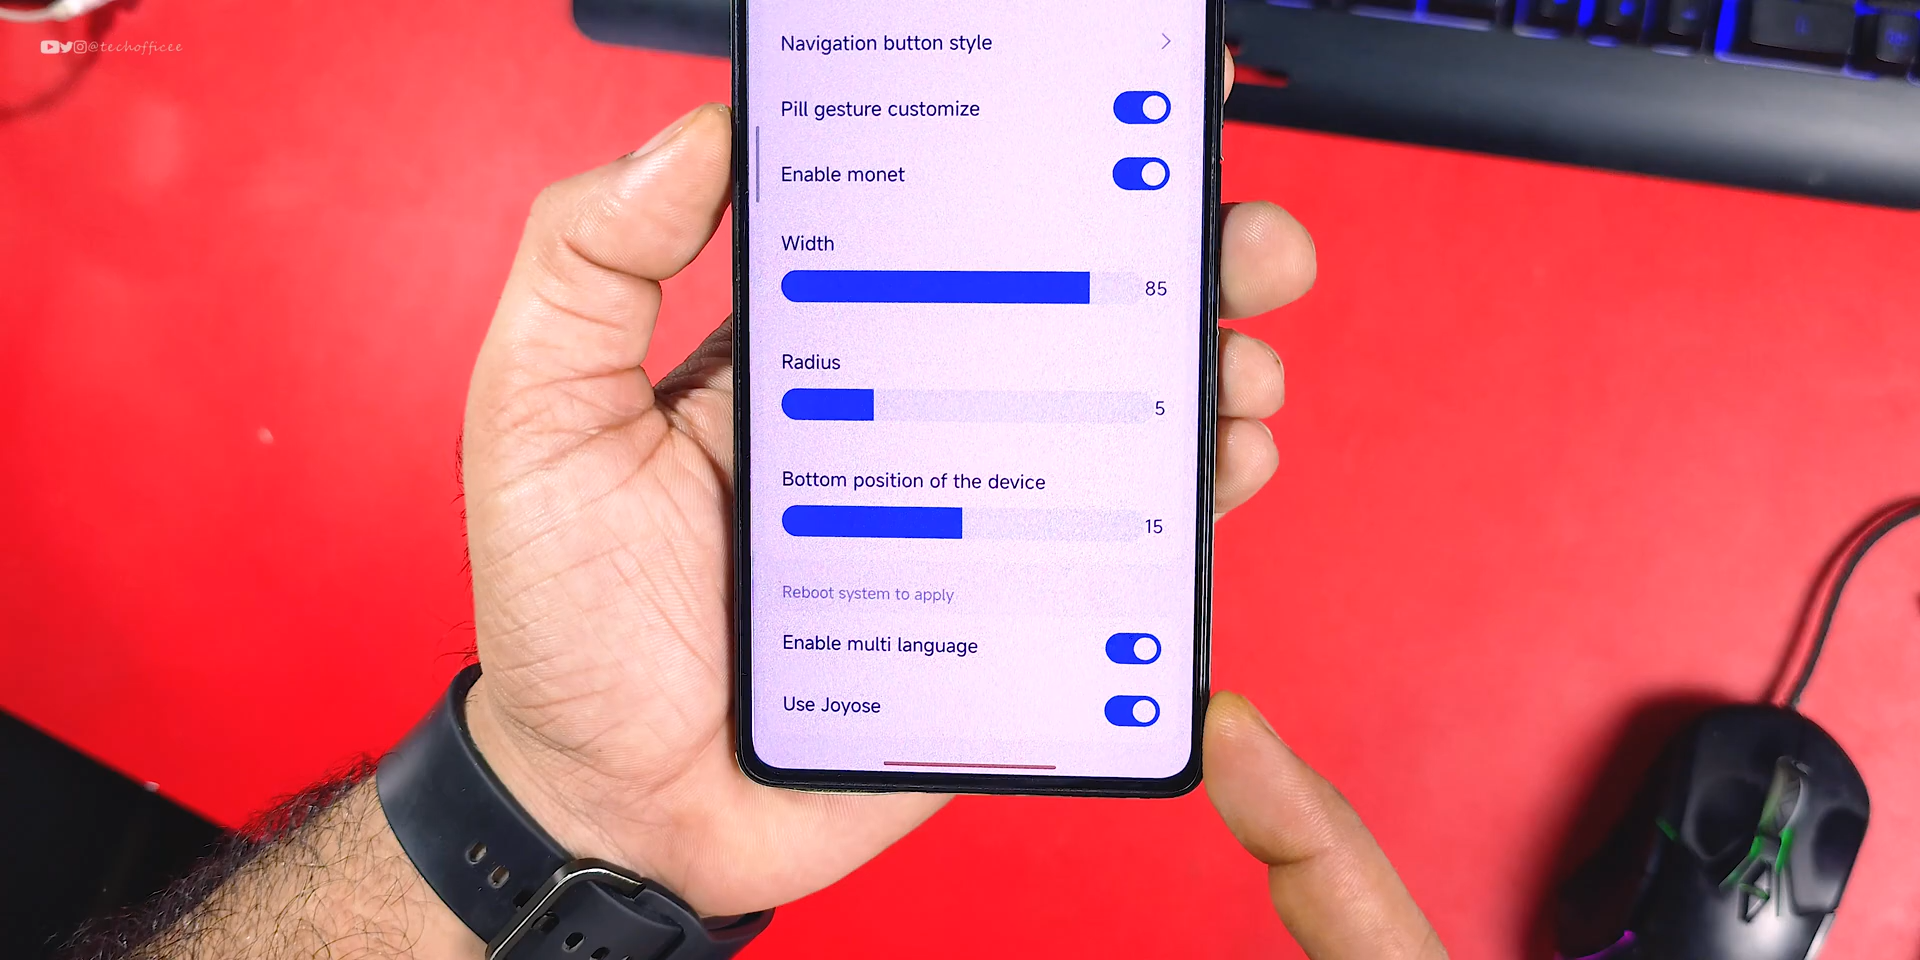 @techofficee
Navigation button style
Pill gesture customize
Enable monet
Width
85
Radius
5
Bottom position of the device
15
Reboot system to apply
Enable multi language
Use Joyose